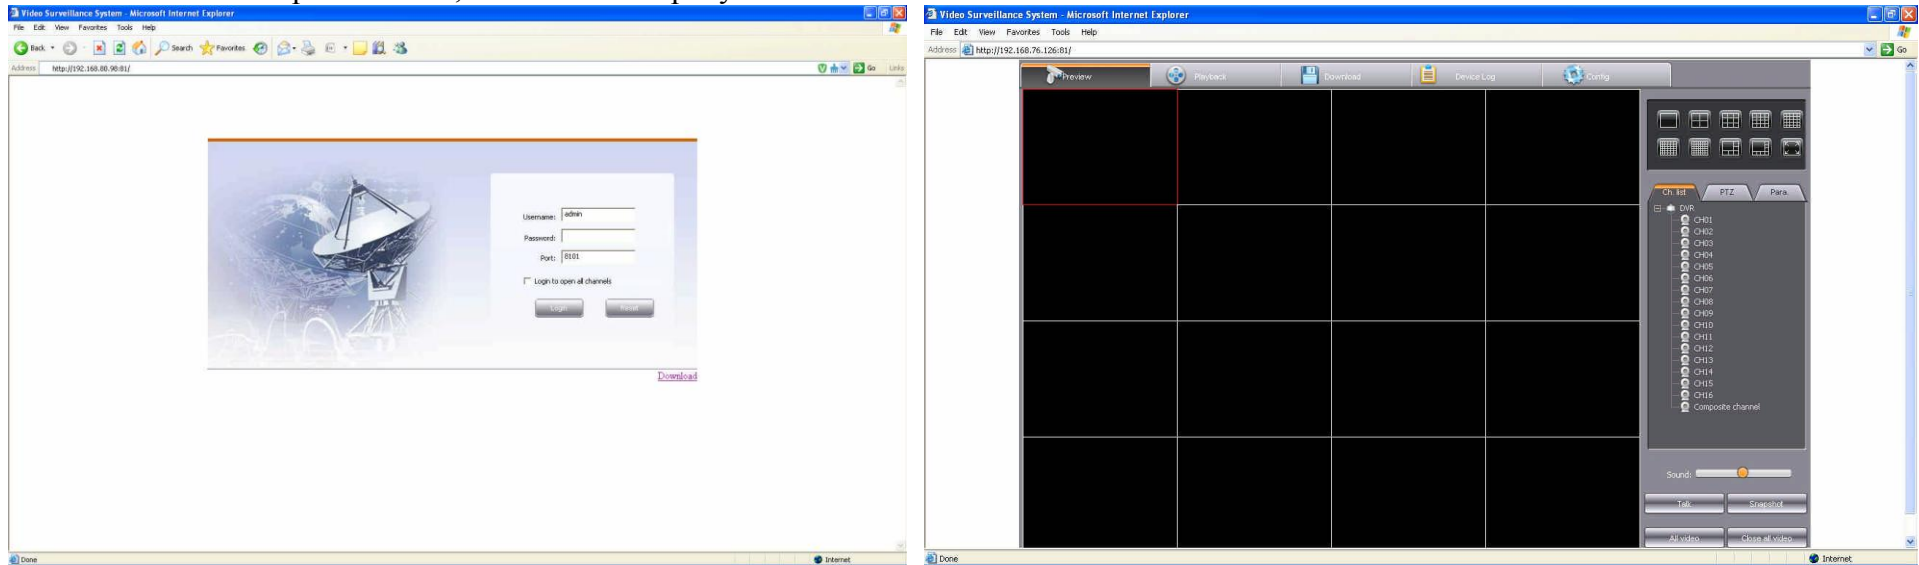 Video Surveillance System - Microsoft Internet Explorer
File Edit View Favorites Tools Help
Back Search Favorites
Address http://192.168.80.98:81/ Go Links
Username: admin
Password:
Port: 8101
Login to open all channels
Login Reset
Download
Done Internet
Video Surveillance System - Microsoft Internet Explorer
File Edit View Favorites Tools Help
Address http://192.168.76.126:81/ Go
Preview Playback Download Device Log Config
Ch. list PTZ Para.
DVR
CH01
CH02
CH03
CH04
CH05
CH06
CH07
CH08
CH09
CH10
CH11
CH12
CH13
CH14
CH15
CH16
Composite channel
Sound:
Talk Snapshot
All video Close all video
Done Internet